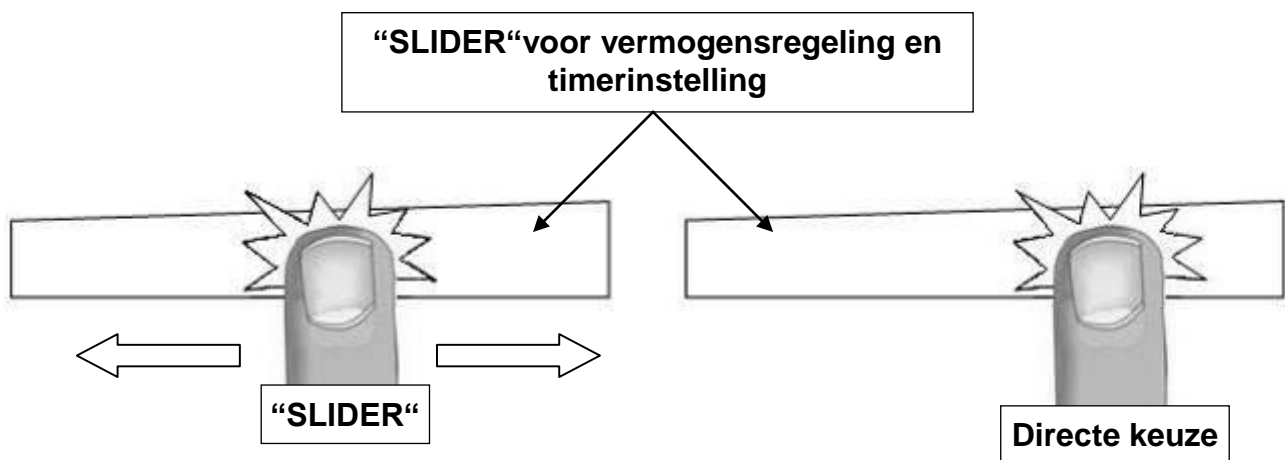 “SLIDER“voor vermogensregeling en
timerinstelling
“SLIDER“
Directe keuze